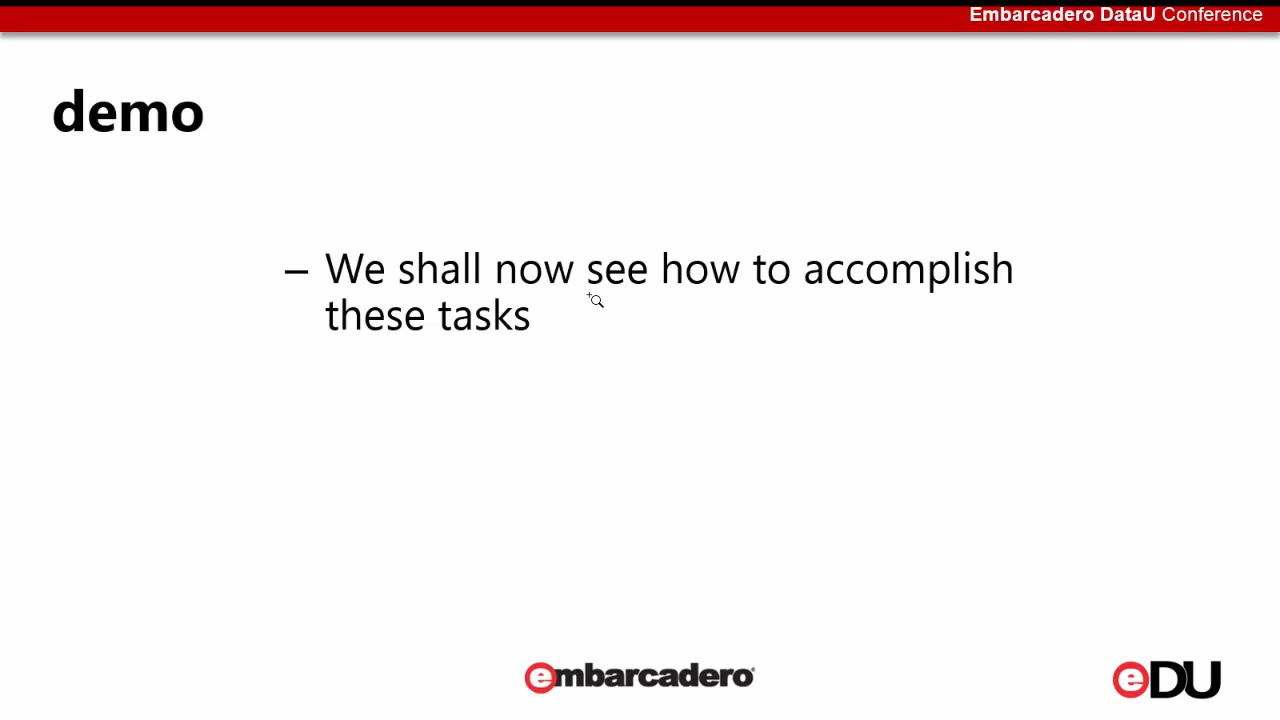 Embarcadero DataU Conference
demo
– We shall now see how to accomplish
these tasks
embarcadero®
eDU